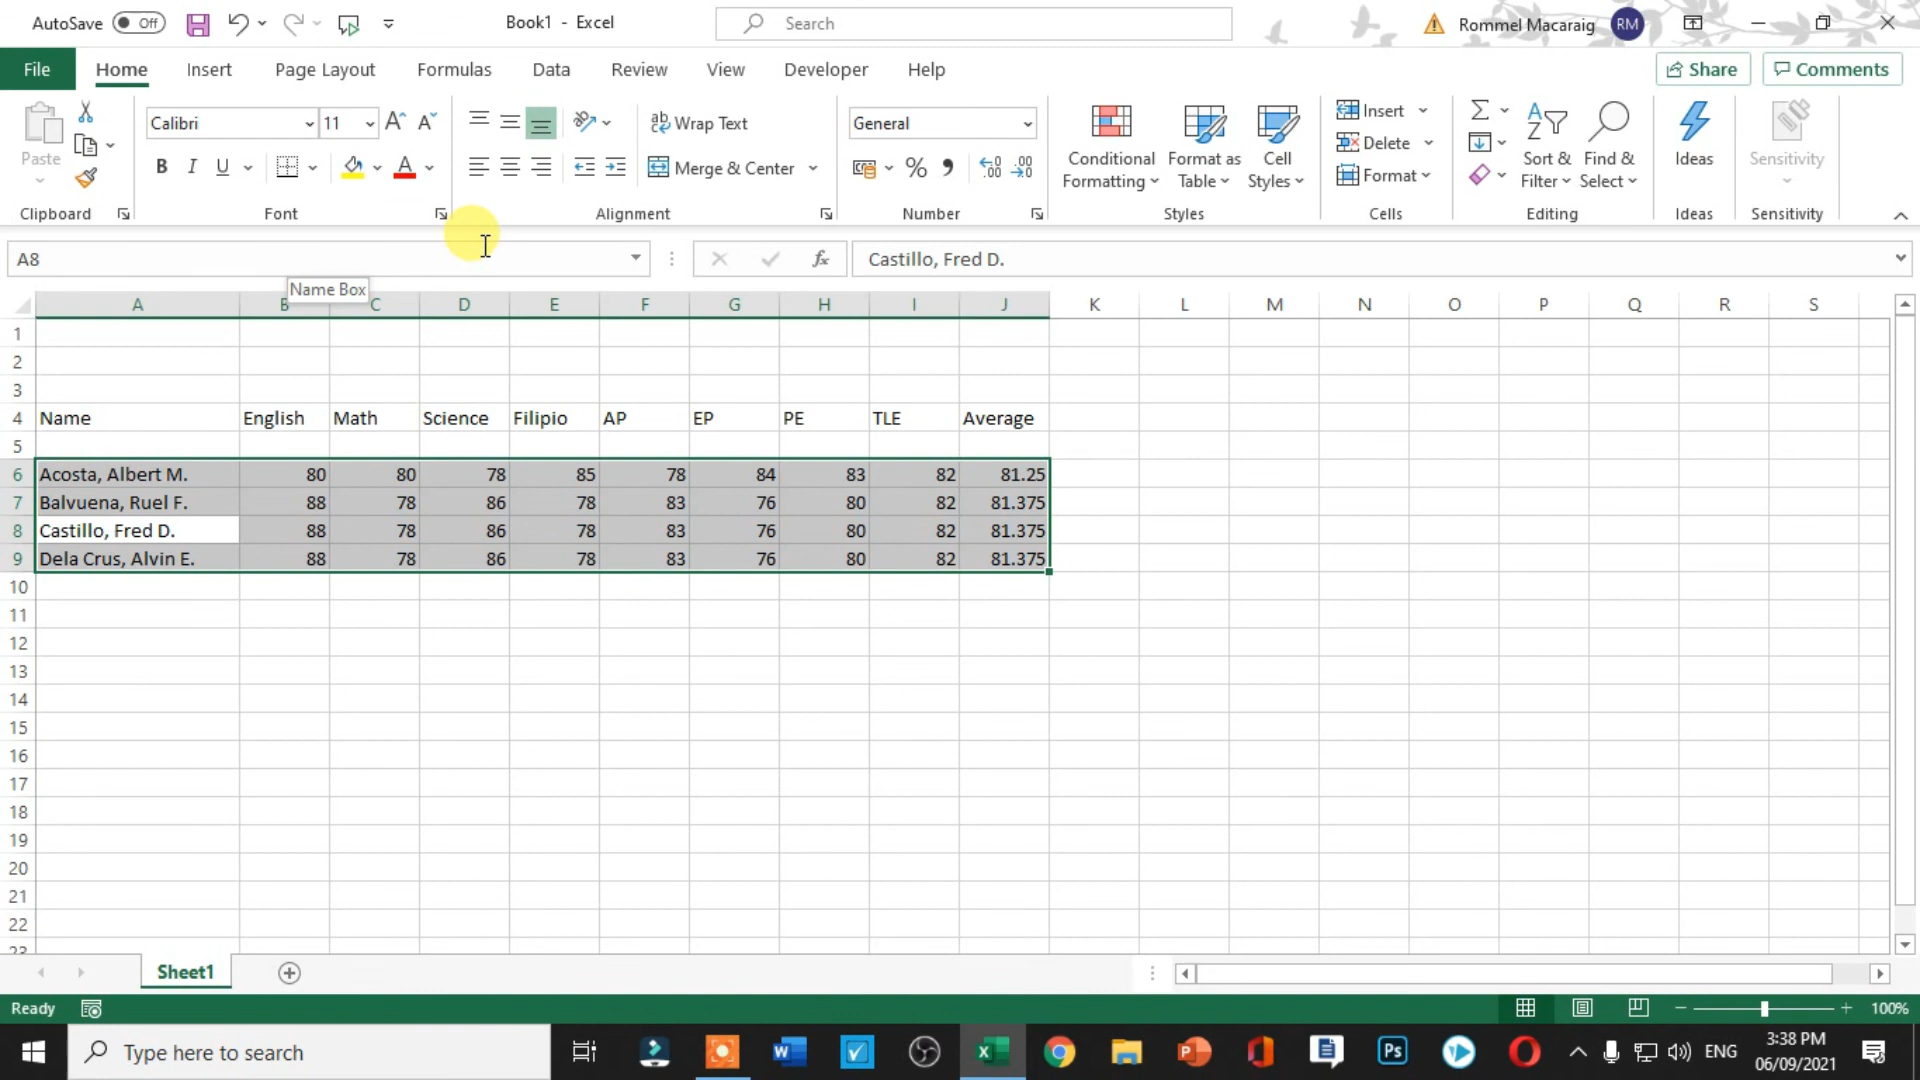 AutoSave Off Book1 - Excel Search Rommel Macaraig RM
File Home Insert Page Layout Formulas Data Review View Developer Help Share Comments
Calibri 11 Wrap Text General Insert
Paste B I U A Merge & Center % Conditional Formatting Format as Table Cell Styles Delete Format Sort & Filter Find & Select Ideas Sensitivity
Clipboard Font Alignment Number Styles Cells Editing Ideas Sensitivity
A8 fx Castillo, Fred D.
Name Box
A B C D E F G H I J K L M N O P Q R S
1
2
3
4 Name English Math Science Filipio AP EP PE TLE Average
5
6 Acosta, Albert M. 80 80 78 85 78 84 83 82 81.25
7 Balvuena, Ruel F. 88 78 86 78 83 76 80 82 81.375
8 Castillo, Fred D. 88 78 86 78 83 76 80 82 81.375
9 Dela Crus, Alvin E. 88 78 86 78 83 76 80 82 81.375
10
11
12
13
14
15
16
17
18
19
20
21
22
23
Sheet1
Ready 100%
Type here to search ENG 3:38 PM
06/09/2021